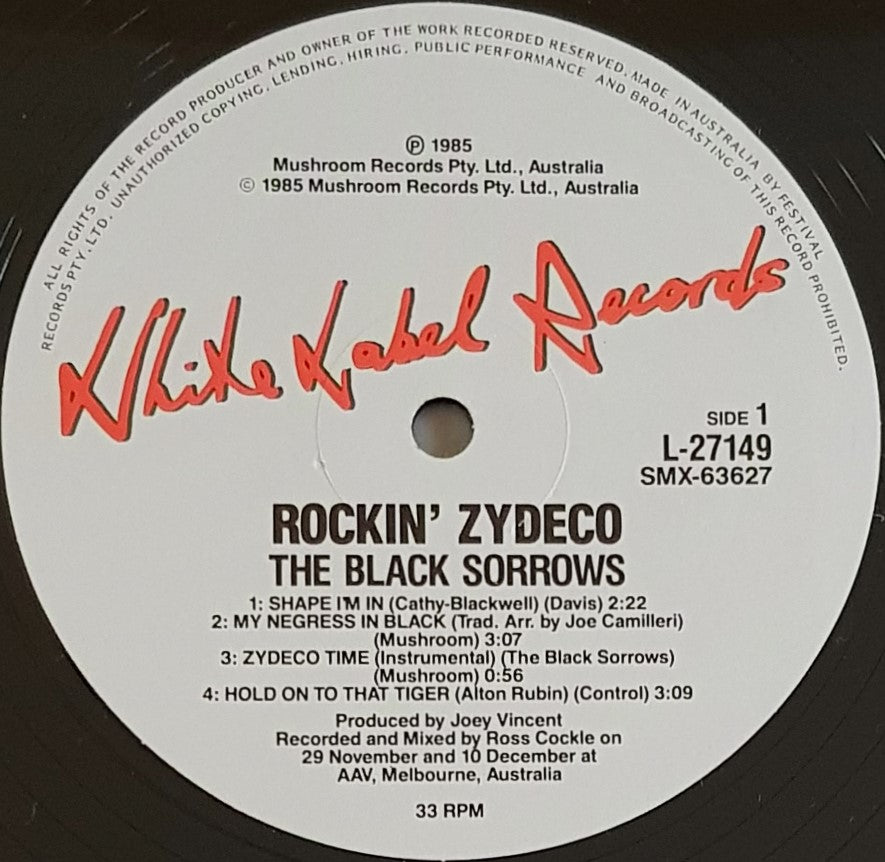 ALL RIGHTS OF THE RECORD PRODUCER AND OWNER OF THE WORK RECORDED RESERVED. MADE IN AUSTRALIA BY FESTIVAL
RECORDS PTY. LTD. UNAUTHORIZED COPYING, LENDING, HIRING, PUBLIC PERFORMANCE AND BROADCASTING OF THIS RECORD PROHIBITED.
℗ 1985
Mushroom Records Pty. Ltd., Australia
© 1985 Mushroom Records Pty. Ltd., Australia
White Label Records
SIDE 1
L-27149
SMX-63627
ROCKIN' ZYDECO
THE BLACK SORROWS
1: SHAPE I'M IN (Cathy-Blackwell) (Davis) 2:22
2: MY NEGRESS IN BLACK (Trad. Arr. by Joe Camilleri)
(Mushroom) 3:07
3: ZYDECO TIME (Instrumental) (The Black Sorrows)
(Mushroom) 0:56
4: HOLD ON TO THAT TIGER (Alton Rubin) (Control) 3:09
Produced by Joey Vincent
Recorded and Mixed by Ross Cockle on
29 November and 10 December at
AAV, Melbourne, Australia
33 RPM